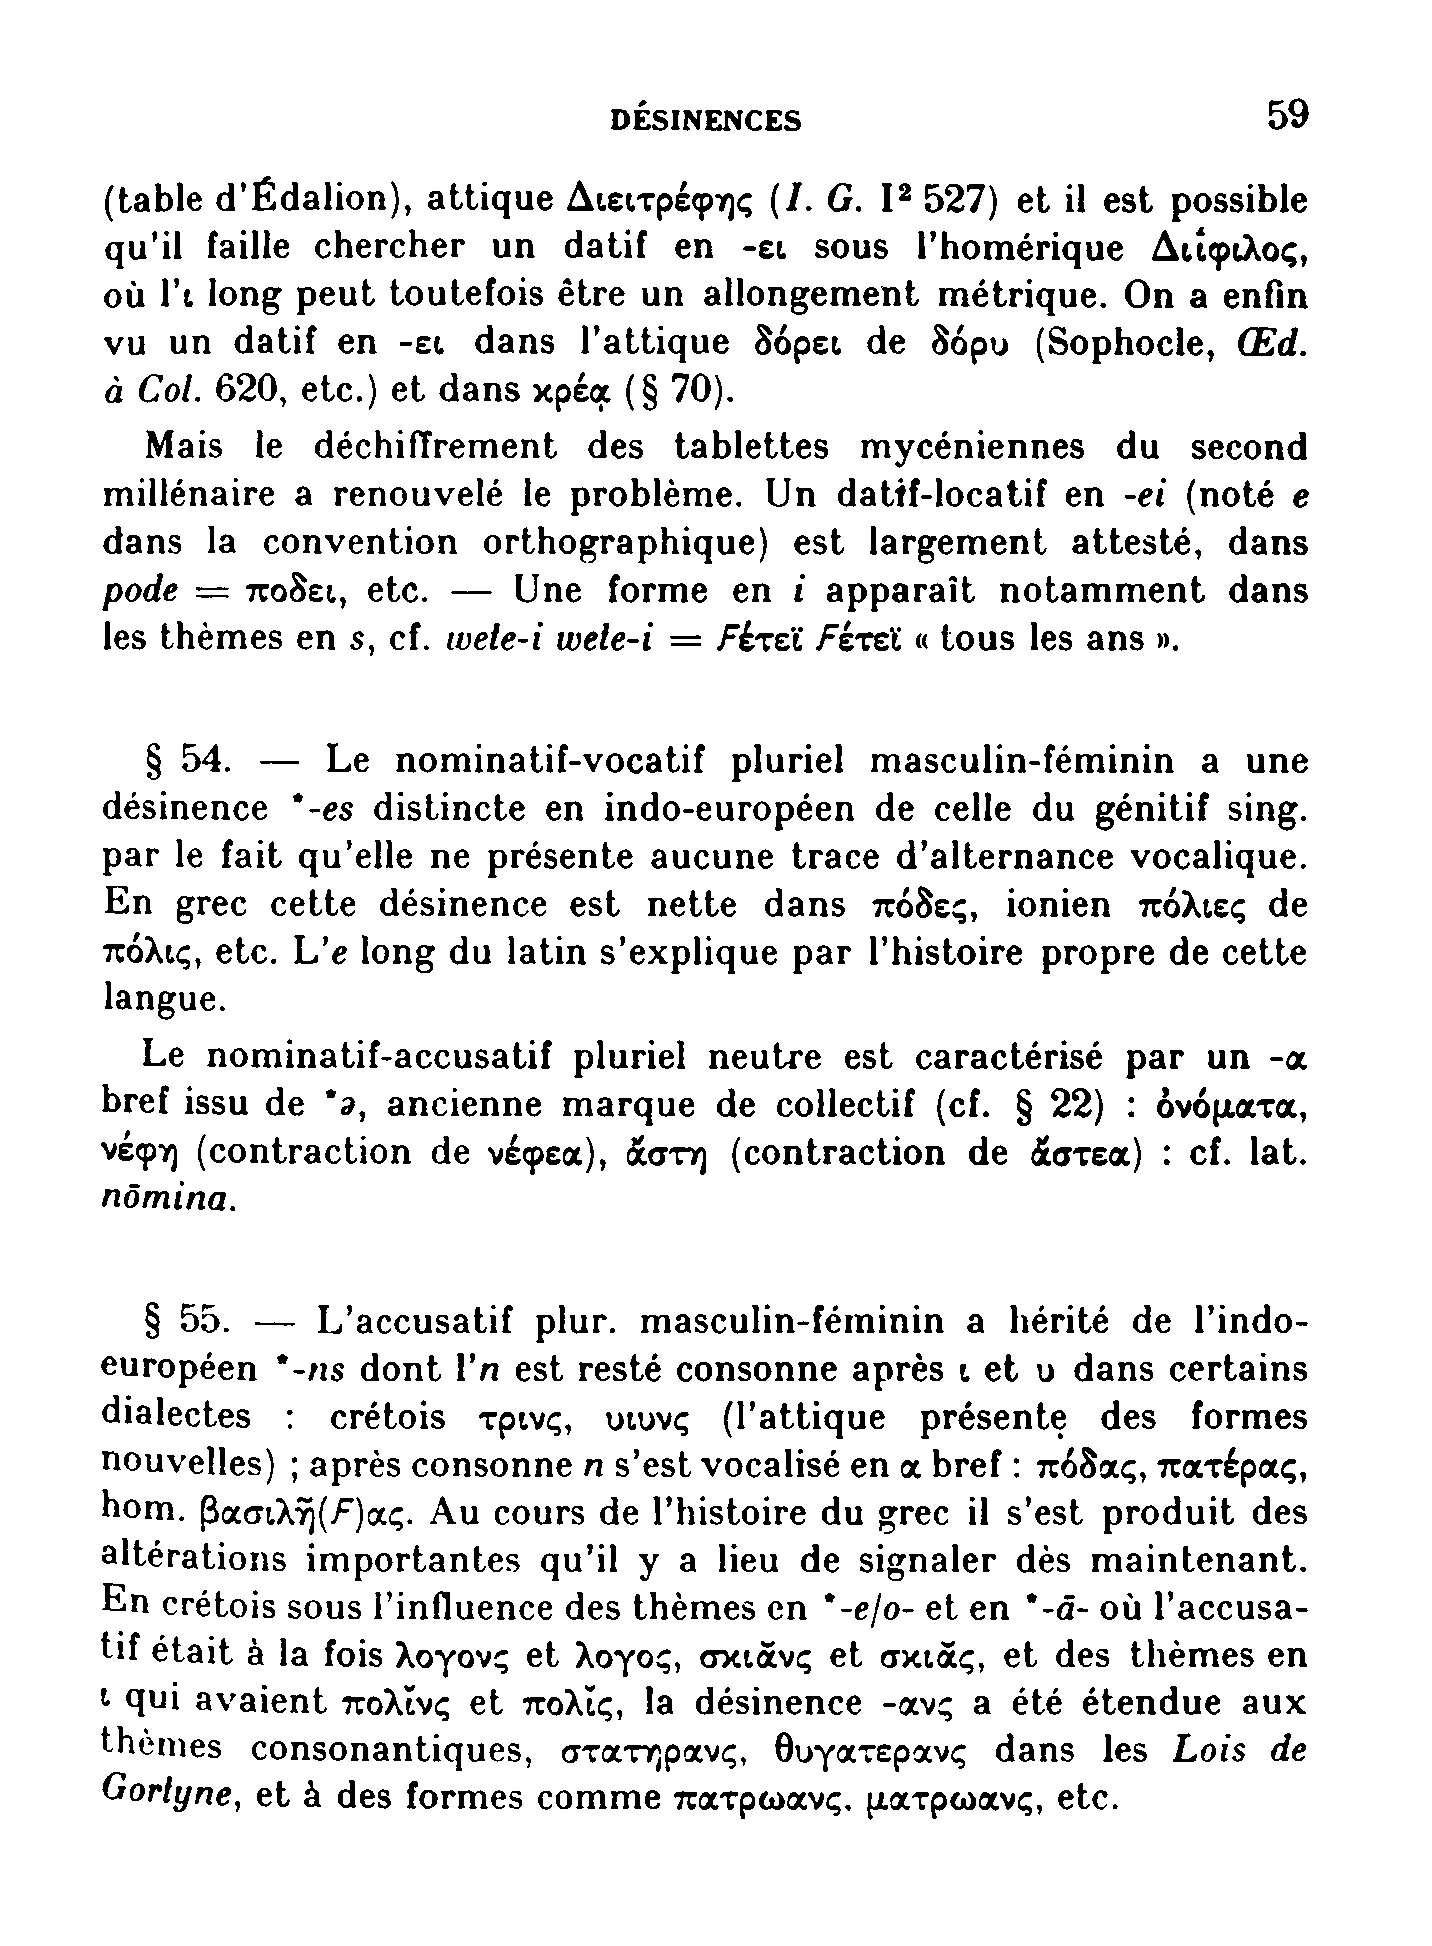 DÉSINENCES 59
(table d'Édalion), attique Διειτρέφης (I. G. I² 527) et il est possible
qu'il faille chercher un datif en -ει sous l'homérique Διίφιλος,
où l'ι long peut toutefois être un allongement métrique. On a enfin
vu un datif en -ει dans l'attique δόρει de δόρυ (Sophocle, Œd.
à Col. 620, etc.) et dans κρέᾳ (§ 70).
Mais le déchiffrement des tablettes mycéniennes du second
millénaire a renouvelé le problème. Un datif-locatif en -ei (noté e
dans la convention orthographique) est largement attesté, dans
pode = ποδει, etc. — Une forme en i apparaît notamment dans
les thèmes en s, cf. wete-i wete-i = Ϝέτεϊ Ϝέτεϊ « tous les ans ».
§ 54. — Le nominatif-vocatif pluriel masculin-féminin a une
désinence *-es distincte en indo-européen de celle du génitif sing.
par le fait qu'elle ne présente aucune trace d'alternance vocalique.
En grec cette désinence est nette dans πόδες, ionien πόλιες de
πόλις, etc. L'e long du latin s'explique par l'histoire propre de cette
langue.
Le nominatif-accusatif pluriel neutre est caractérisé par un -α
bref issu de *ə, ancienne marque de collectif (cf. § 22) : ὀνόματα,
νέφη (contraction de νέφεα), ἄστη (contraction de ἄστεα) : cf. lat.
nōmina.
§ 55. — L'accusatif plur. masculin-féminin a hérité de l'indo-
européen *-ns dont l'n est resté consonne après ι et υ dans certains
dialectes : crétois τρινς, υιυνς (l'attique présente des formes
nouvelles) ; après consonne n s'est vocalisé en α bref : πόδας, πατέρας,
hom. βασιλῆ(Ϝ)ας. Au cours de l'histoire du grec il s'est produit des
altérations importantes qu'il y a lieu de signaler dès maintenant.
En crétois sous l'influence des thèmes en *-e/o- et en *-ā- où l'accusa-
tif était à la fois λογονς et λογος, σκιᾰνς et σκιᾰς, et des thèmes en
ι qui avaient πολῐνς et πολῐς, la désinence -ανς a été étendue aux
thèmes consonantiques, στατηρανς, θυγατερανς dans les Lois de
Gortyne, et à des formes comme πατρωανς, ματρωανς, etc.